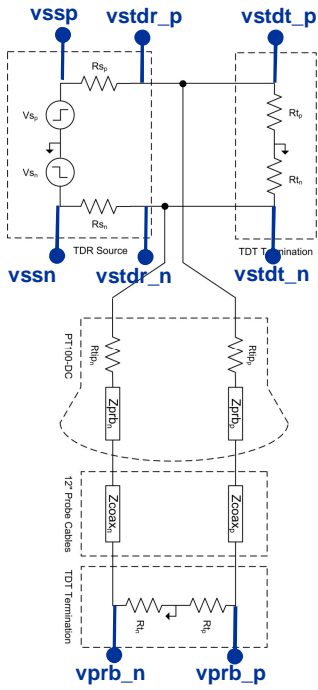 vssp
vstdr_p
vstdt_p
Rsp
Vsp
Rtp
Vsn
Rtn
Rsn
TDR Source
TDT Termination
vssn
vstdr_n
vstdt_n
PT100-DC
Rtipn
Rtipp
Zprbn
Zprbp
12" Probe Cables
Zcoaxn
Zcoaxp
TDT Termination
Rtn
Rtp
vprb_n
vprb_p